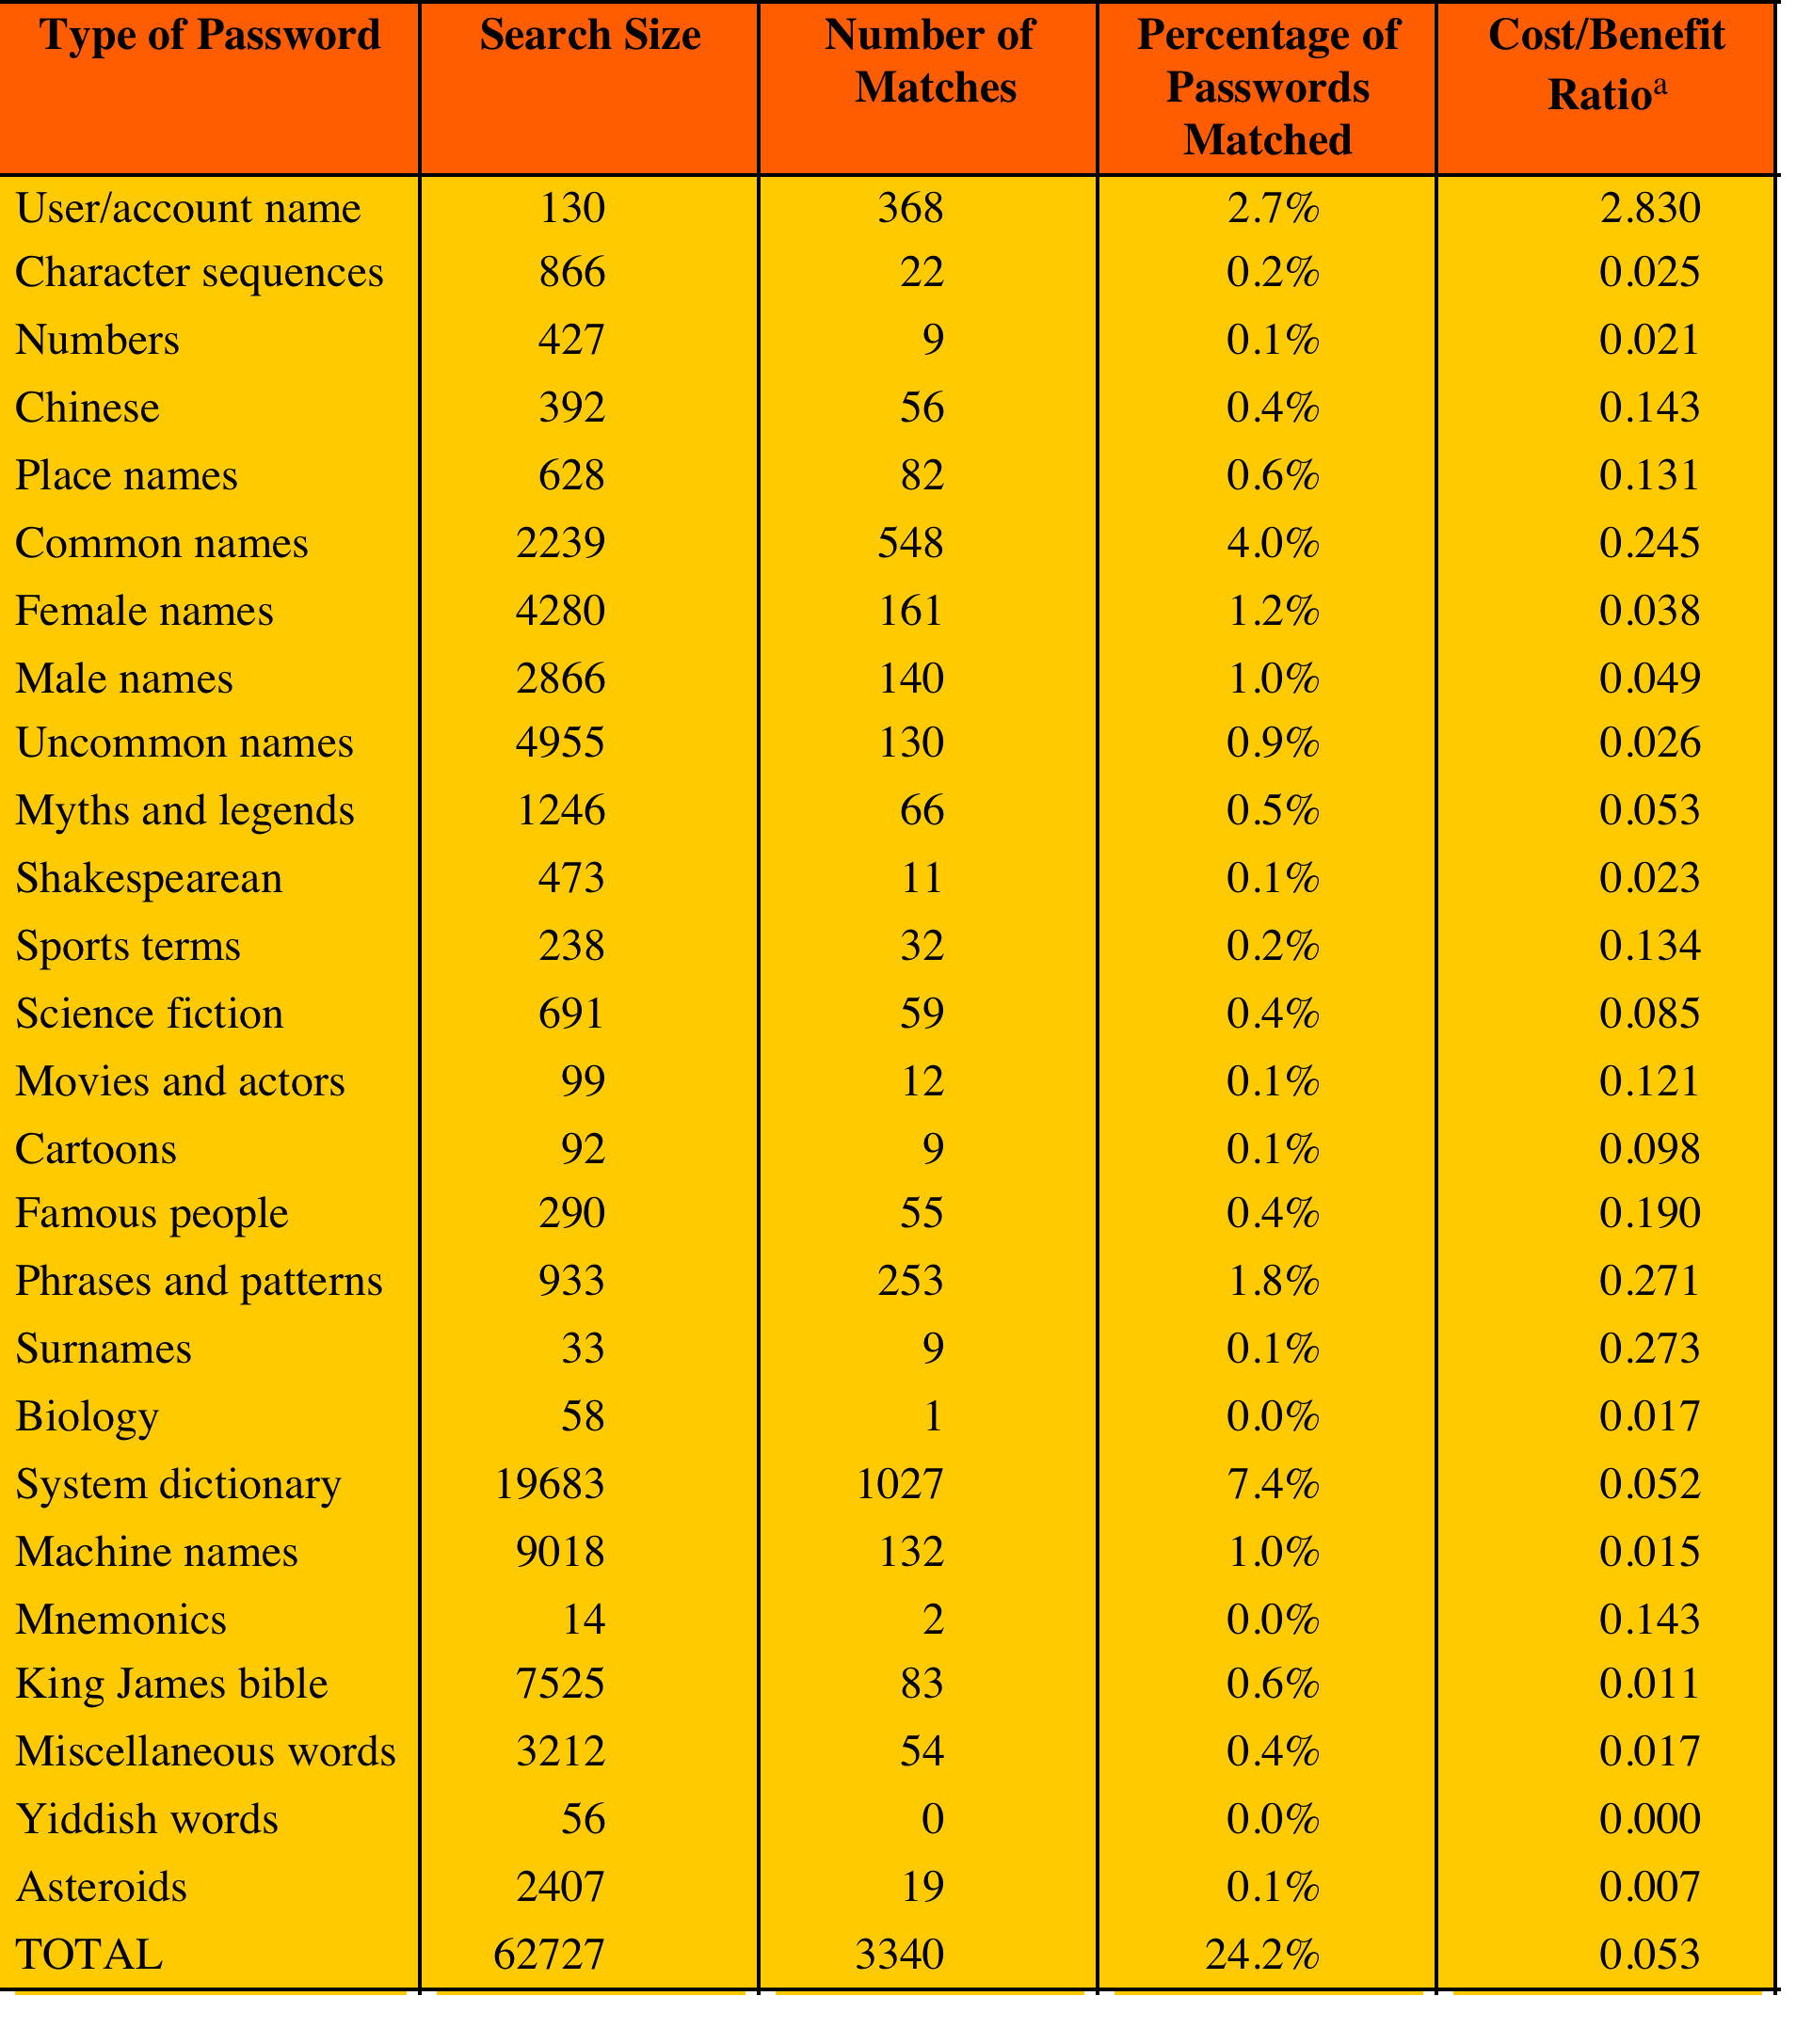 Type of Password Search Size Number of Matches Percentage of Passwords Matched Cost/Benefit Ratioᵃ
User/account name 130 368 2.7% 2.830
Character sequences 866 22 0.2% 0.025
Numbers 427 9 0.1% 0.021
Chinese 392 56 0.4% 0.143
Place names 628 82 0.6% 0.131
Common names 2239 548 4.0% 0.245
Female names 4280 161 1.2% 0.038
Male names 2866 140 1.0% 0.049
Uncommon names 4955 130 0.9% 0.026
Myths and legends 1246 66 0.5% 0.053
Shakespearean 473 11 0.1% 0.023
Sports terms 238 32 0.2% 0.134
Science fiction 691 59 0.4% 0.085
Movies and actors 99 12 0.1% 0.121
Cartoons 92 9 0.1% 0.098
Famous people 290 55 0.4% 0.190
Phrases and patterns 933 253 1.8% 0.271
Surnames 33 9 0.1% 0.273
Biology 58 1 0.0% 0.017
System dictionary 19683 1027 7.4% 0.052
Machine names 9018 132 1.0% 0.015
Mnemonics 14 2 0.0% 0.143
King James bible 7525 83 0.6% 0.011
Miscellaneous words 3212 54 0.4% 0.017
Yiddish words 56 0 0.0% 0.000
Asteroids 2407 19 0.1% 0.007
TOTAL 62727 3340 24.2% 0.053